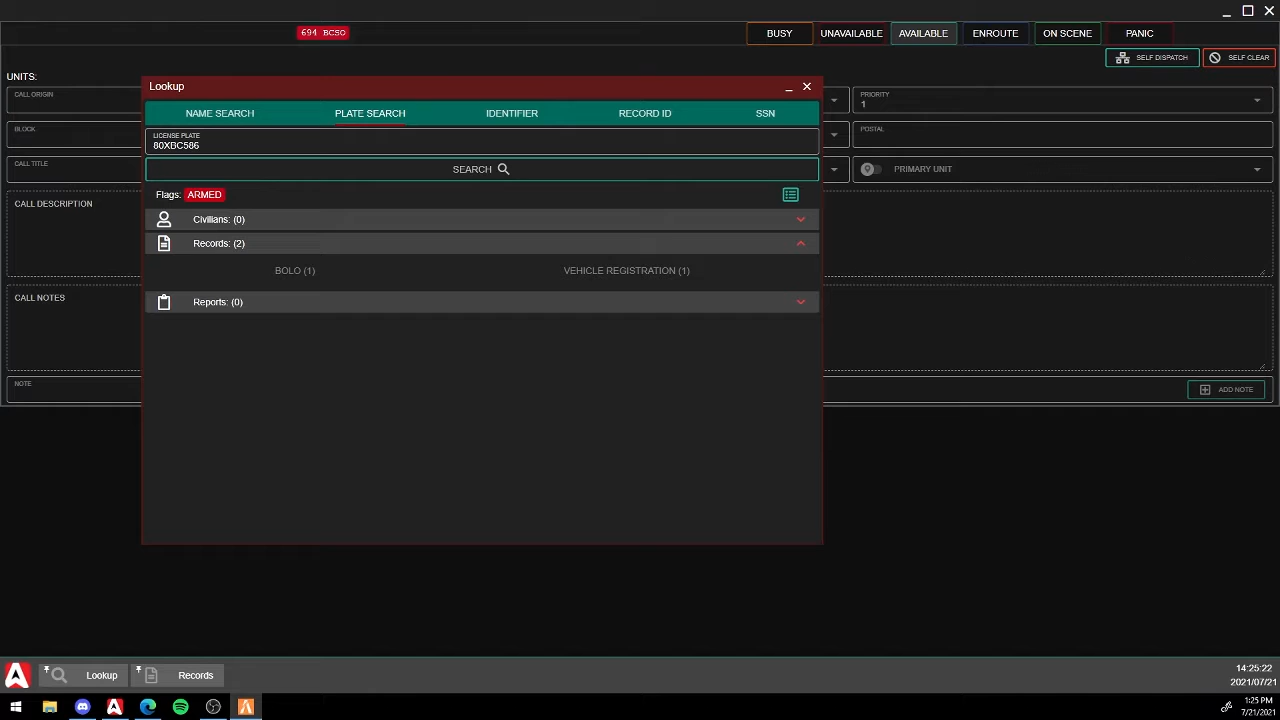 694 BCSO
BUSY
UNAVAILABLE
AVAILABLE
ENROUTE
ON SCENE
PANIC
SELF DISPATCH
SELF CLEAR
UNITS:
CALL ORIGIN
PRIORITY
1
BLOCK
POSTAL
CALL TITLE
PRIMARY UNIT
CALL DESCRIPTION
CALL NOTES
NOTE
ADD NOTE
Lookup
NAME SEARCH
PLATE SEARCH
IDENTIFIER
RECORD ID
SSN
LICENSE PLATE
80XBC586
SEARCH
Flags: ARMED
Civilians: (0)
Records: (2)
BOLO (1)
VEHICLE REGISTRATION (1)
Reports: (0)
Lookup
Records
14:25:22
2021/07/21
1:25 PM
7/21/2021